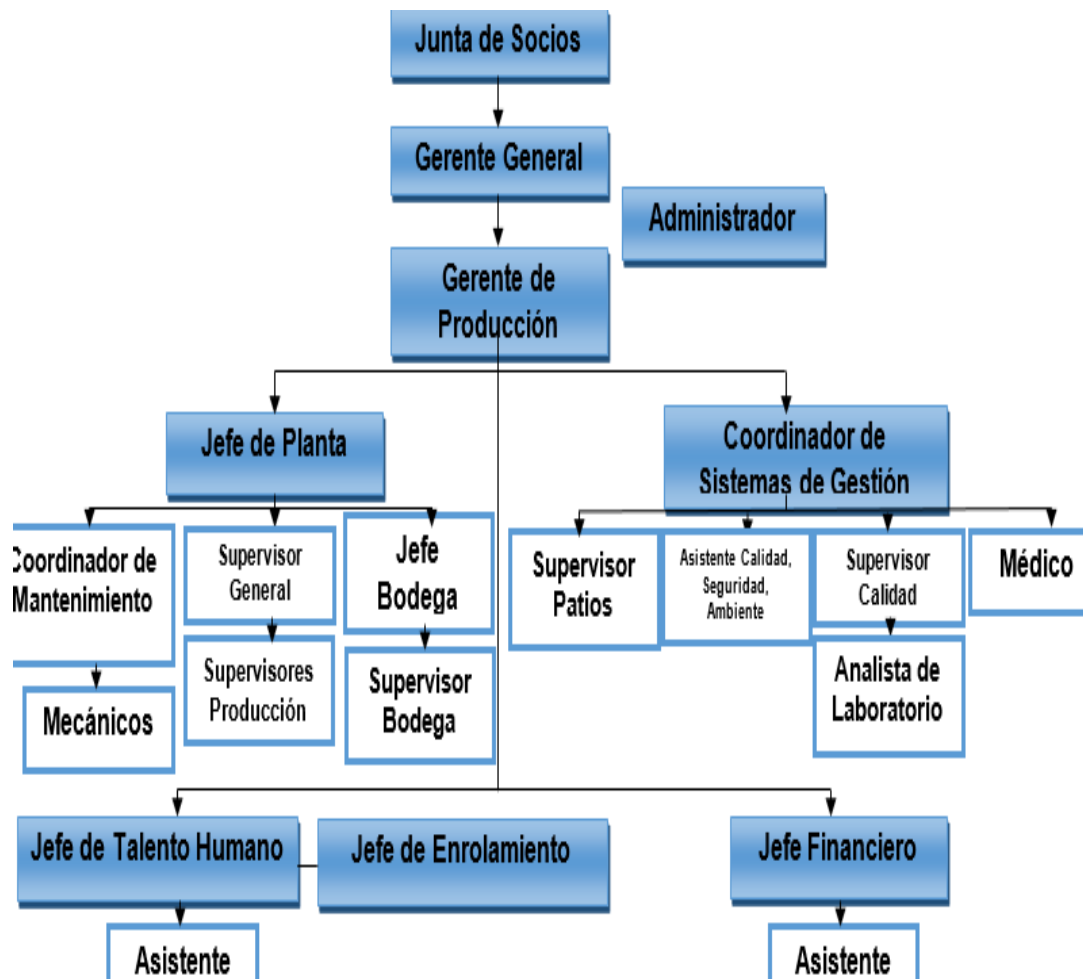 Junta de Socios
Gerente General
Administrador
Gerente de
Producción
Jefe de Planta
Coordinador de
Sistemas de Gestión
Coordinador de
Mantenimiento
Supervisor
General
Jefe
Bodega
Supervisor
Patios
Asistente Calidad,
Seguridad,
Ambiente
Supervisor
Calidad
Médico
Mecánicos
Supervisores
Producción
Supervisor
Bodega
Analista de
Laboratorio
Jefe de Talento Humano
Jefe de Enrolamiento
Jefe Financiero
Asistente
Asistente